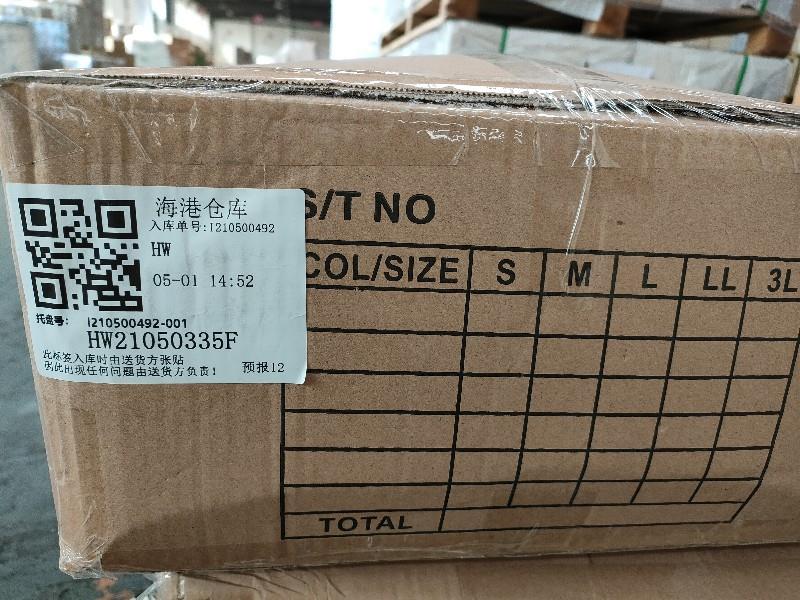 海港仓库
入库单号:I210500492
HW
05-01 14:52
托盘号: I210500492-001
HW21050335F
此标签入库时由送货方张贴
因此出现任何问题由送货方负责! 预报12
S/T NO
COL/SIZE S M L LL 3L
TOTAL